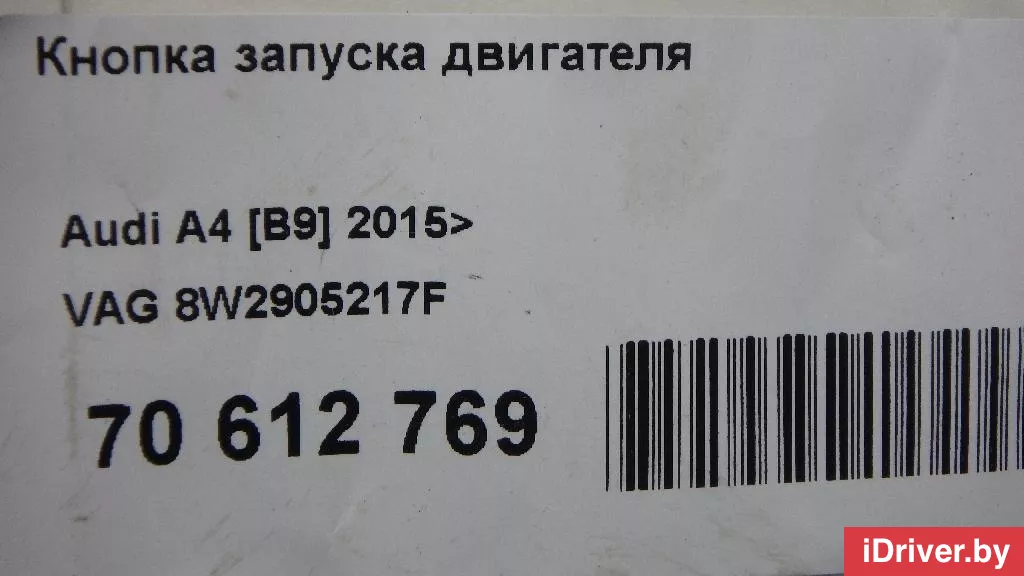 Кнопка запуска двигателя
Audi A4 [B9] 2015>
VAG 8W2905217F
70 612 769
iDriver.by